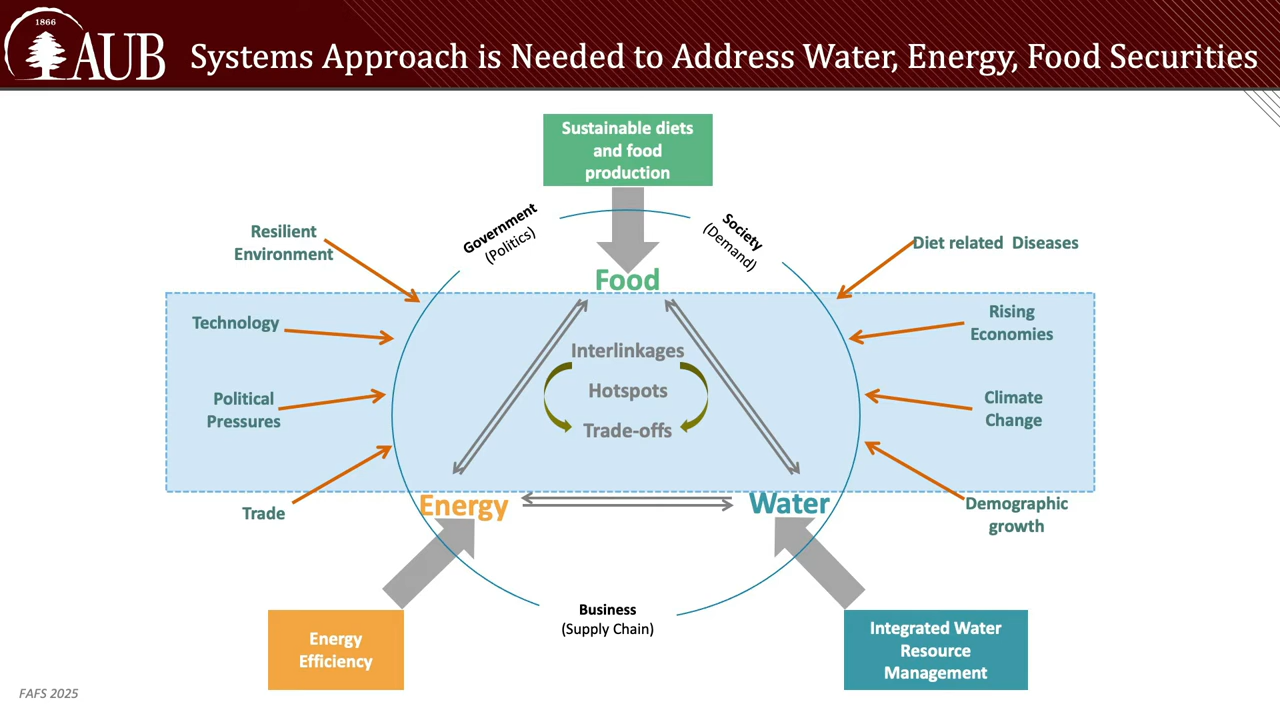 1866
AUB
Systems Approach is Needed to Address Water, Energy, Food Securities
Sustainable diets
and food
production
Government
(Politics)
Society
(Demand)
Resilient
Environment
Diet related Diseases
Food
Technology
Rising
Economies
Interlinkages
Hotspots
Trade-offs
Political
Pressures
Climate
Change
Trade
Energy
Water
Demographic
growth
Business
(Supply Chain)
Energy
Efficiency
Integrated Water
Resource
Management
FAFS 2025